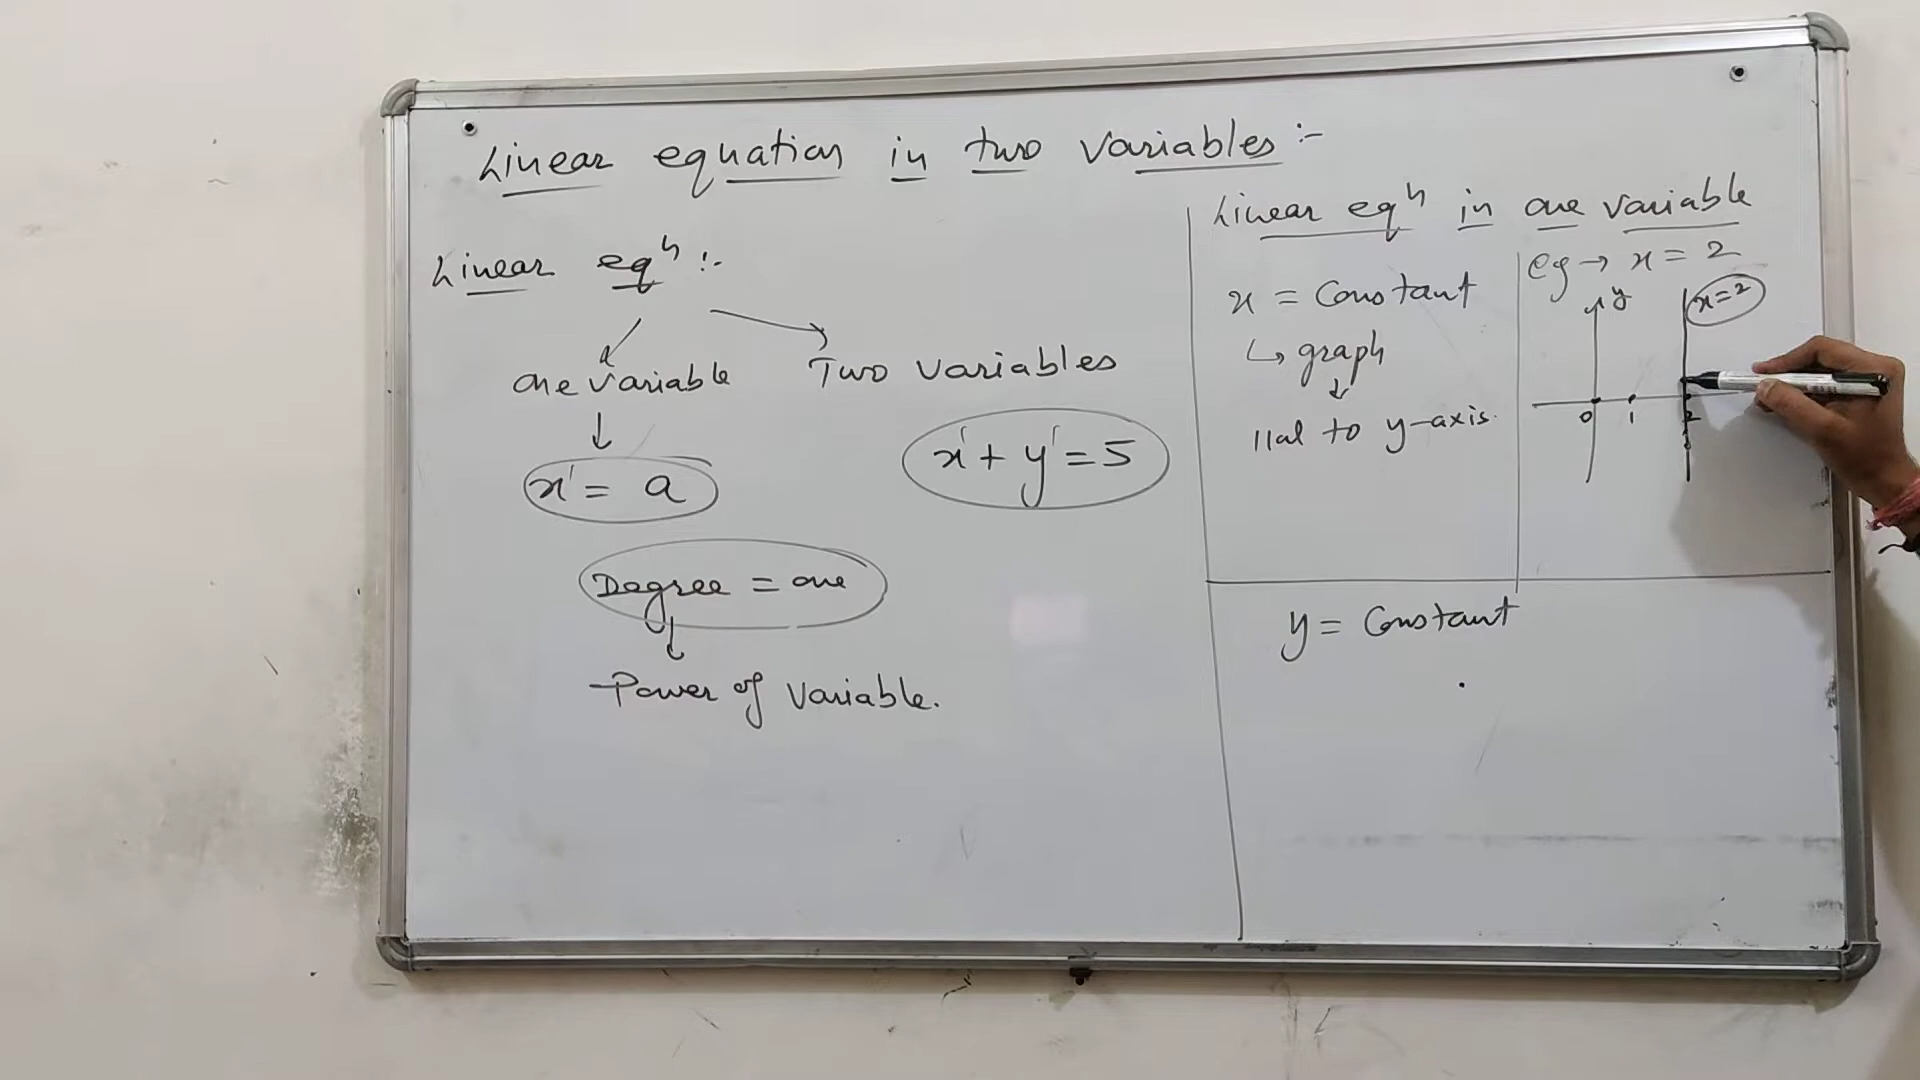 Linear equation in two variables :-
Linear eqⁿ :-
one variable
Two variables
x¹ = a
x¹ + y¹ = 5
Degree = one
Power of variable.
Linear eqⁿ in one variable
x = Constant
↳ graph
↓
llal to y-axis.
eg → x = 2
y
x=2
0 1 2
y = Constant